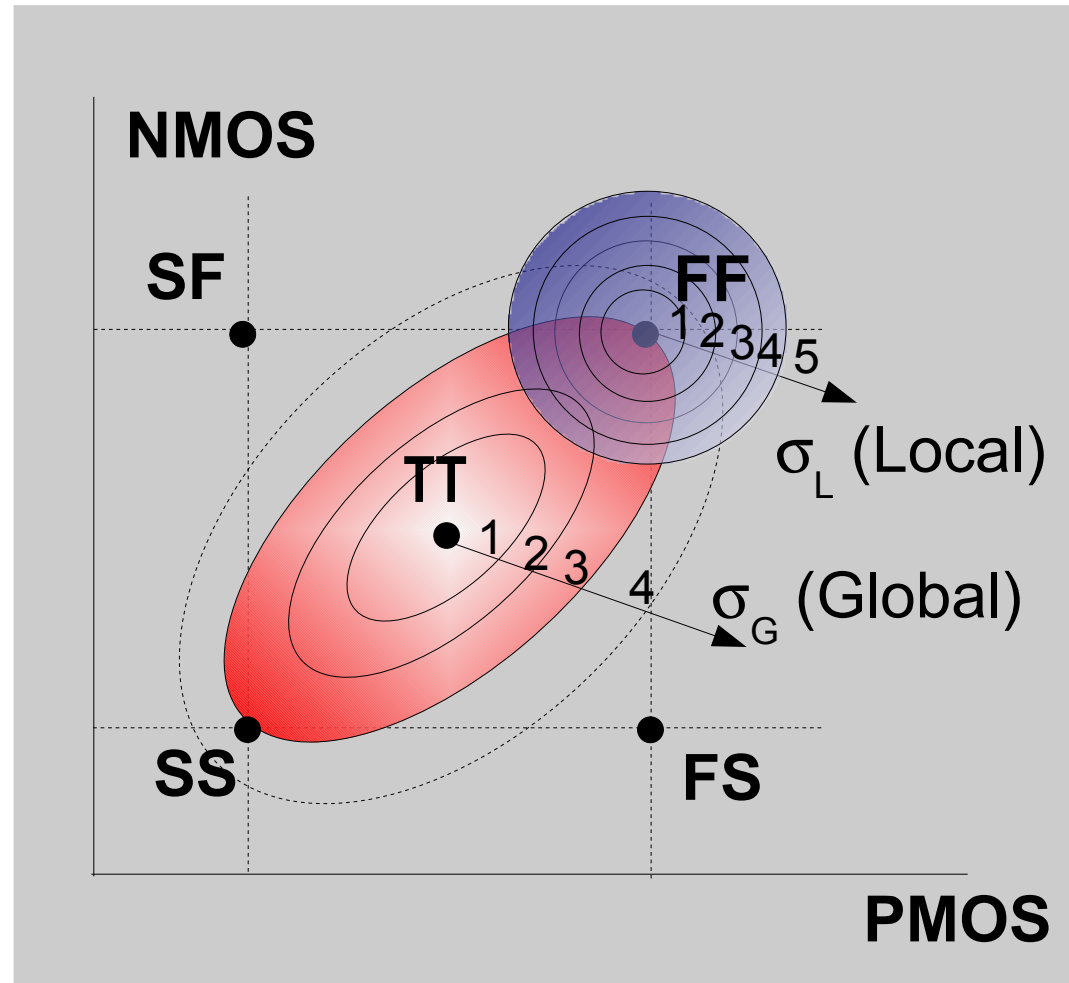 NMOS
SF
FF
1 2 3 4 5
σL (Local)
TT
1 2 3 4
σG (Global)
SS
FS
PMOS